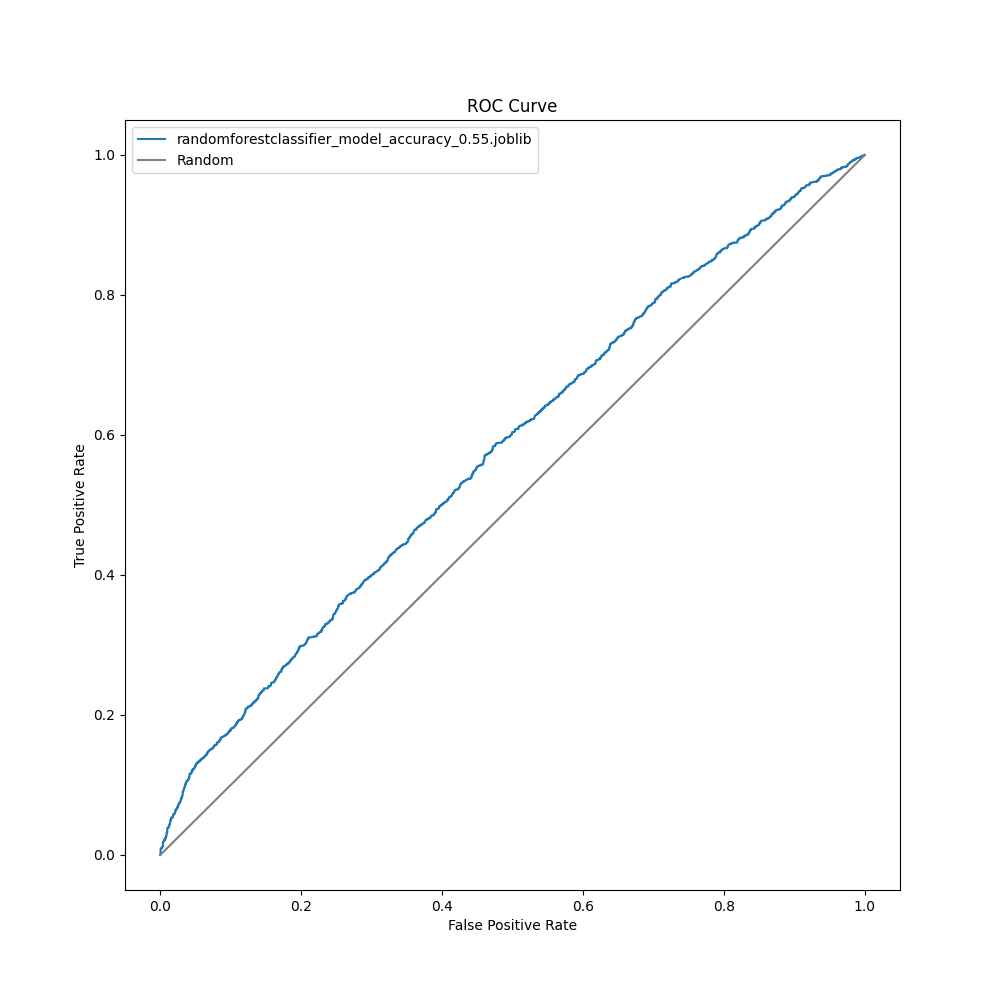 ROC Curve
randomforestclassifier_model_accuracy_0.55.joblib
Random
1.0
0.8
0.6
0.4
0.2
0.0
True Positive Rate
0.0 0.2 0.4 0.6 0.8 1.0
False Positive Rate